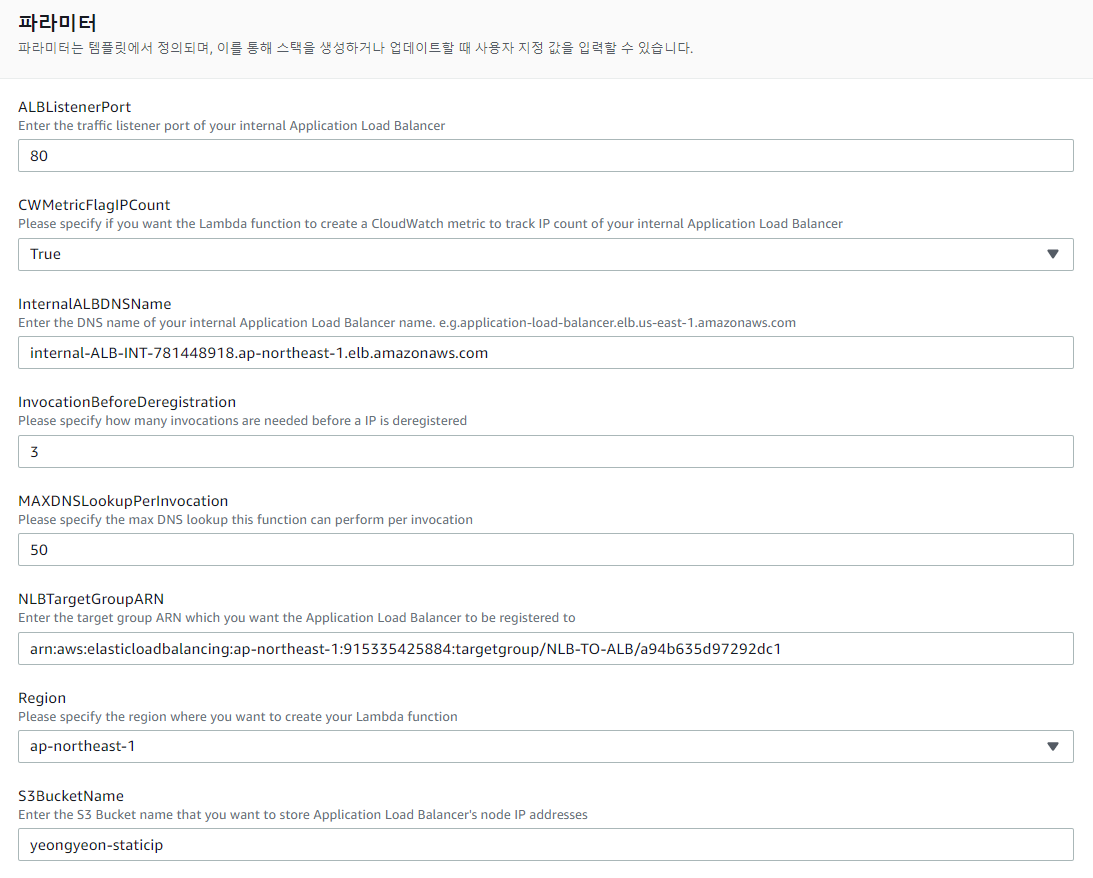 파라미터
파라미터는 템플릿에서 정의되며, 이를 통해 스택을 생성하거나 업데이트할 때 사용자 지정 값을 입력할 수 있습니다.
ALBListenerPort
Enter the traffic listener port of your internal Application Load Balancer
80
CWMetricFlagIPCount
Please specify if you want the Lambda function to create a CloudWatch metric to track IP count of your internal Application Load Balancer
True
InternalALBDNSName
Enter the DNS name of your internal Application Load Balancer name. e.g.application-load-balancer.elb.us-east-1.amazonaws.com
internal-ALB-INT-781448918.ap-northeast-1.elb.amazonaws.com
InvocationBeforeDeregistration
Please specify how many invocations are needed before a IP is deregistered
3
MAXDNSLookupPerInvocation
Please specify the max DNS lookup this function can perform per invocation
50
NLBTargetGroupARN
Enter the target group ARN which you want the Application Load Balancer to be registered to
arn:aws:elasticloadbalancing:ap-northeast-1:915335425884:targetgroup/NLB-TO-ALB/a94b635d97292dc1
Region
Please specify the region where you want to create your Lambda function
ap-northeast-1
S3BucketName
Enter the S3 Bucket name that you want to store Application Load Balancer's node IP addresses
yeongyeon-staticip